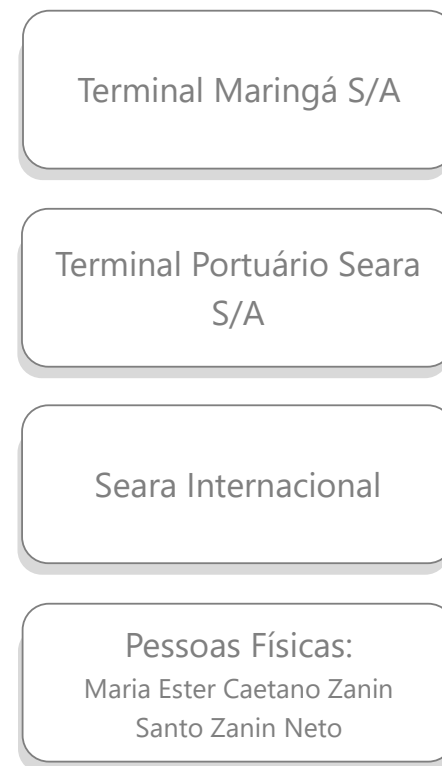 Terminal Maringá S/A
Terminal Portuário Seara
S/A
Seara Internacional
Pessoas Físicas:
Maria Ester Caetano Zanin
Santo Zanin Neto